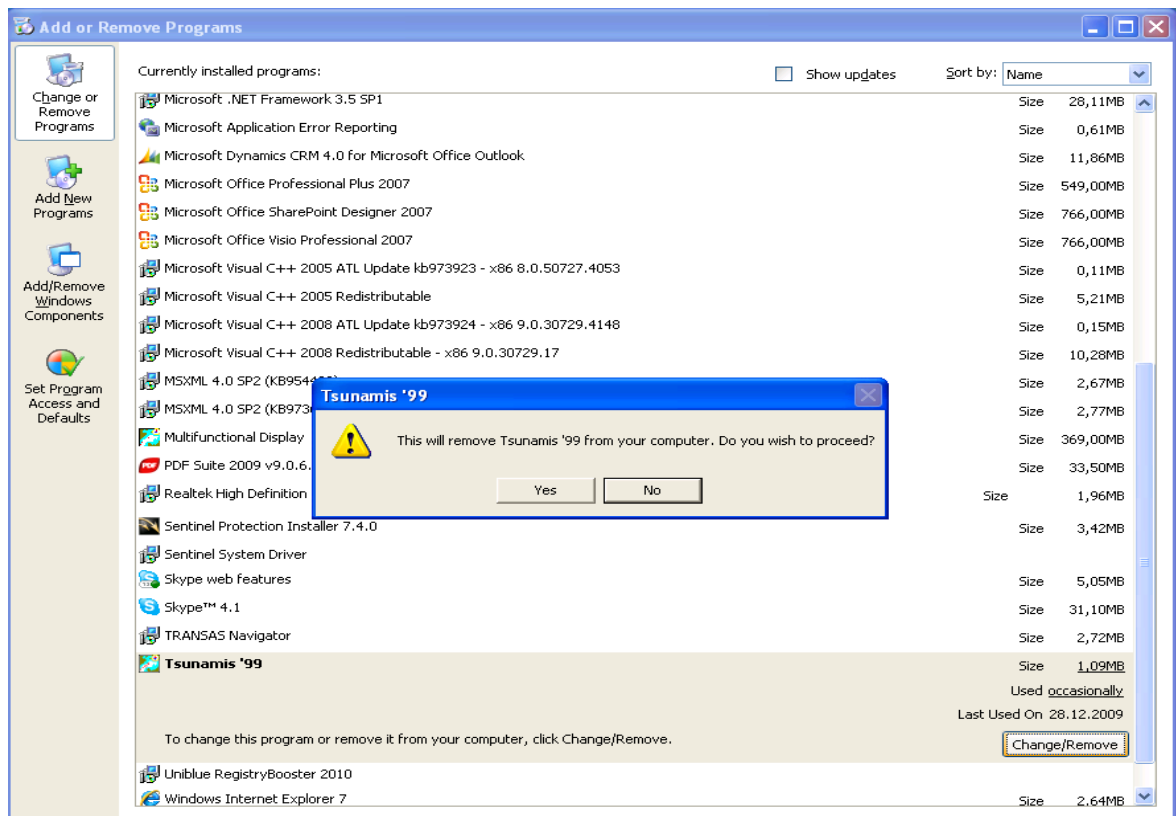 Add or Remove Programs
Change or
Remove
Programs
Add New
Programs
Add/Remove
Windows
Components
Set Program
Access and
Defaults
Currently installed programs:
Show updates
Sort by: Name
Microsoft .NET Framework 3.5 SP1 Size 28,11MB
Microsoft Application Error Reporting Size 0,61MB
Microsoft Dynamics CRM 4.0 for Microsoft Office Outlook Size 11,86MB
Microsoft Office Professional Plus 2007 Size 549,00MB
Microsoft Office SharePoint Designer 2007 Size 766,00MB
Microsoft Office Visio Professional 2007 Size 766,00MB
Microsoft Visual C++ 2005 ATL Update kb973923 - x86 8.0.50727.4053 Size 0,11MB
Microsoft Visual C++ 2005 Redistributable Size 5,21MB
Microsoft Visual C++ 2008 ATL Update kb973924 - x86 9.0.30729.4148 Size 0,15MB
Microsoft Visual C++ 2008 Redistributable - x86 9.0.30729.17 Size 10,28MB
MSXML 4.0 SP2 Size 2,67MB
MSXML 4.0 SP2 Size 2,77MB
Multifunctional Display Size 369,00MB
PDF Suite 2009 v9.0.6. Size 33,50MB
Realtek High Definition Size 1,96MB
Tsunamis '99
This will remove Tsunamis '99 from your computer. Do you wish to proceed?
Yes No
Sentinel Protection Installer 7.4.0 Size 3,42MB
Sentinel System Driver
Skype web features Size 5,05MB
Skype™ 4.1 Size 31,10MB
TRANSAS Navigator Size 2,72MB
Tsunamis '99 Size 1,09MB
Used occasionally
Last Used On 28.12.2009
To change this program or remove it from your computer, click Change/Remove.
Change/Remove
Uniblue RegistryBooster 2010
Windows Internet Explorer 7 Size 2,64MB